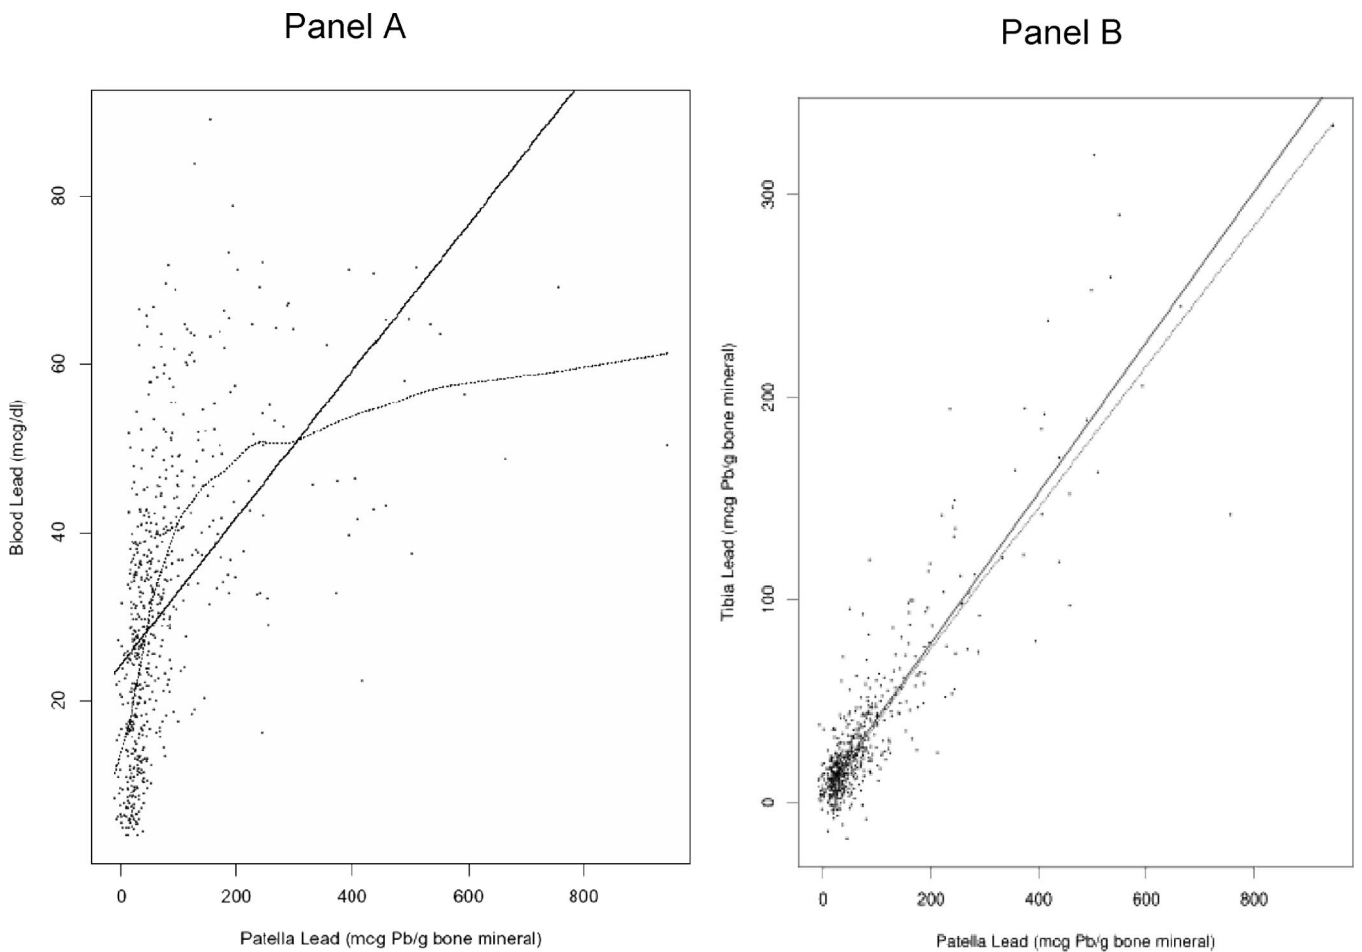 Panel A
80
60
40
20
Blood Lead (mcg/dl)
0 200 400 600 800
Patella Lead (mcg Pb/g bone mineral)
Panel B
300
200
100
0
Tibia Lead (mcg Pb/g bone mineral)
0 200 400 600 800
Patella Lead (mcg Pb/g bone mineral)